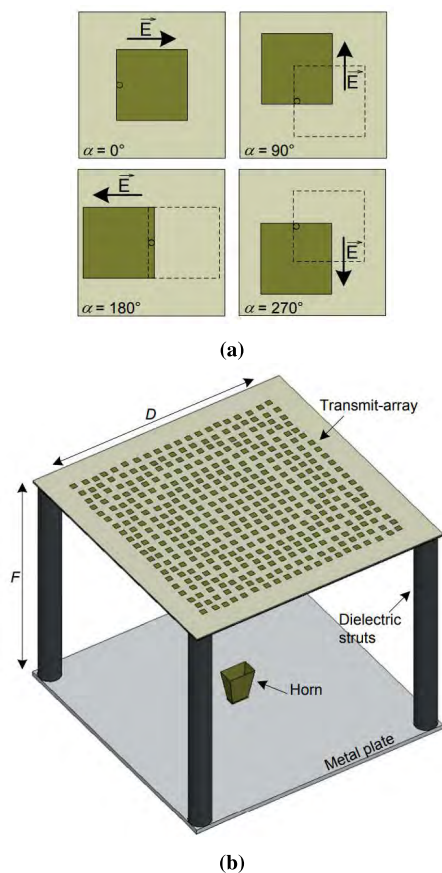 E
E
α = 0°
α = 90°
E
E
α = 180°
α = 270°
(a)
D
Transmit-array
F
Dielectric
struts
Horn
Metal plate
(b)